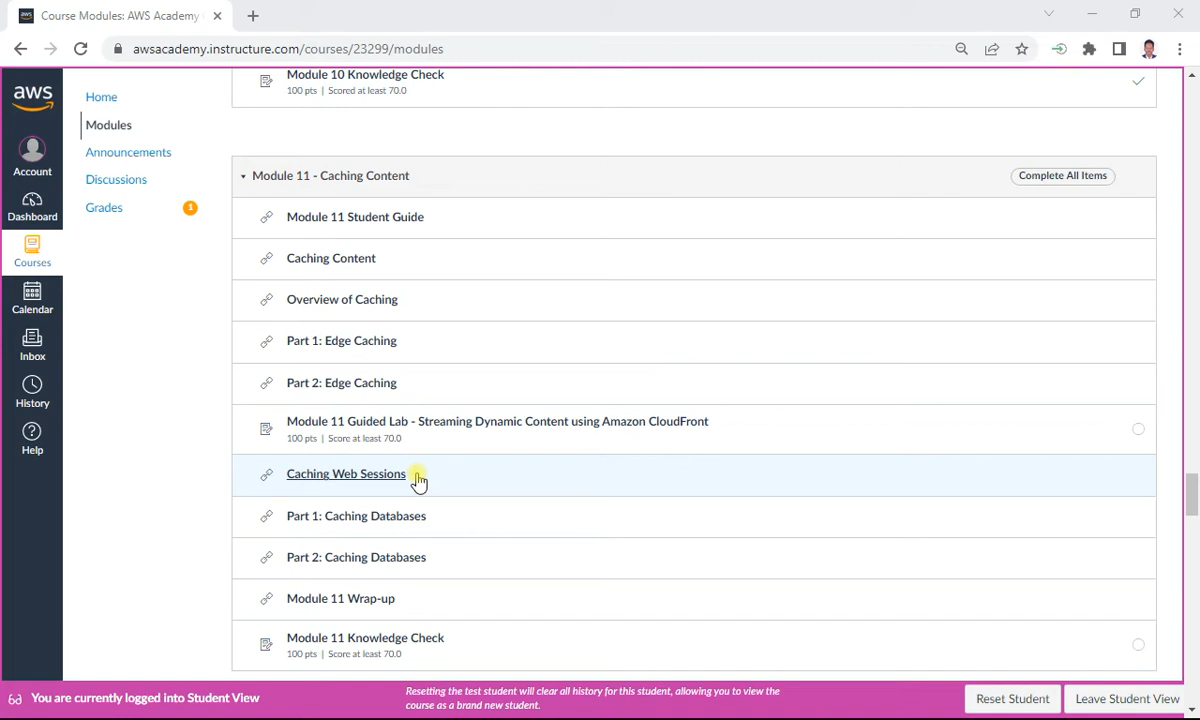 Course Modules: AWS Academy
awsacademy.instructure.com/courses/23299/modules
aws
Account
Dashboard
Courses
Calendar
Inbox
History
Help
Home
Modules
Announcements
Discussions
Grades 1
Module 10 Knowledge Check
100 pts | Scored at least 70.0
Module 11 - Caching Content Complete All Items
Module 11 Student Guide
Caching Content
Overview of Caching
Part 1: Edge Caching
Part 2: Edge Caching
Module 11 Guided Lab - Streaming Dynamic Content using Amazon CloudFront
100 pts | Score at least 70.0
Caching Web Sessions
Part 1: Caching Databases
Part 2: Caching Databases
Module 11 Wrap-up
Module 11 Knowledge Check
100 pts | Score at least 70.0
You are currently logged into Student View
Resetting the test student will clear all history for this student, allowing you to view the
course as a brand new student.
Reset Student
Leave Student View